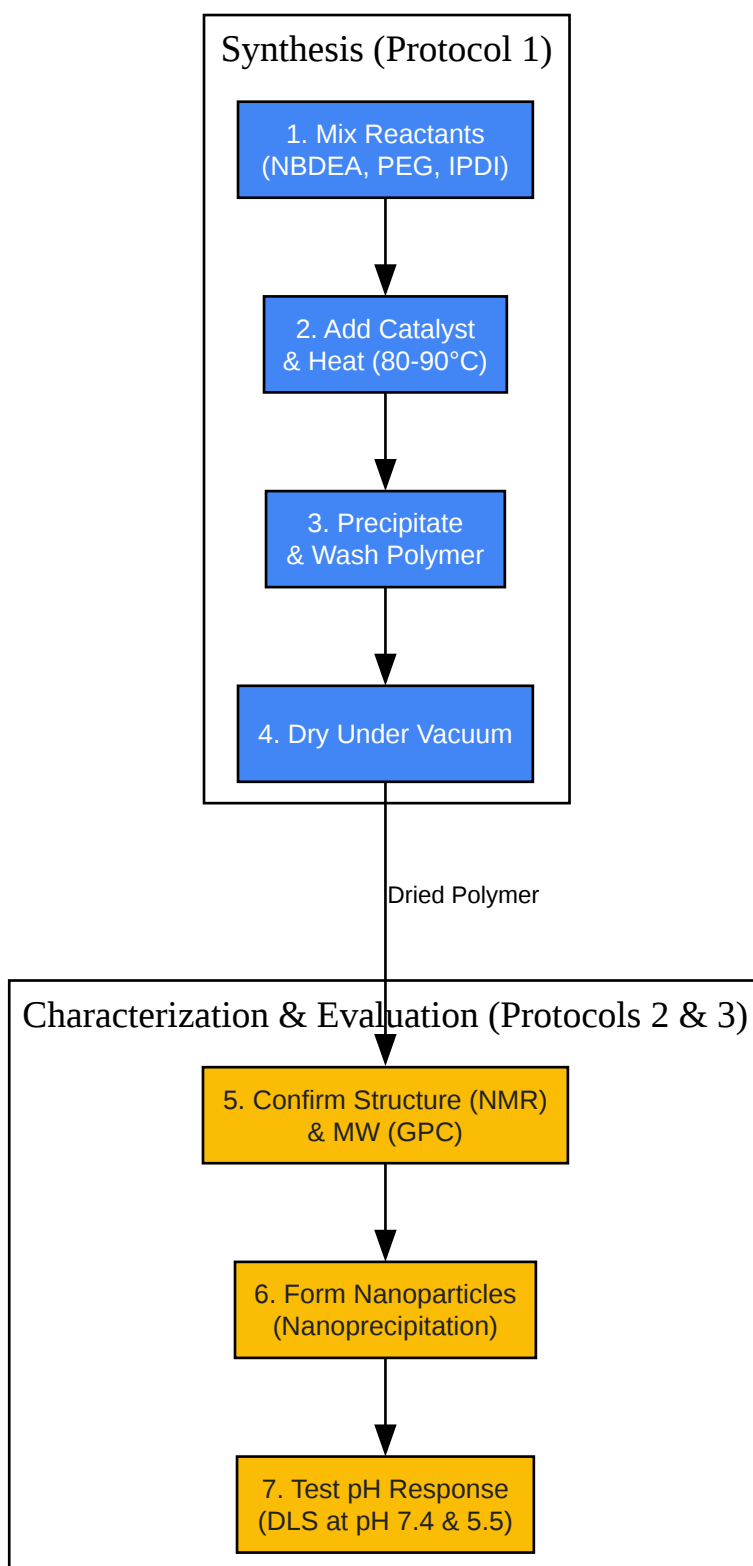 Synthesis (Protocol 1)
1. Mix Reactants
(NBDEA, PEG, IPDI)
2. Add Catalyst
& Heat (80-90°C)
3. Precipitate
& Wash Polymer
4. Dry Under Vacuum
Dried Polymer
Characterization & Evaluation (Protocols 2 & 3)
5. Confirm Structure (NMR)
& MW (GPC)
6. Form Nanoparticles
(Nanoprecipitation)
7. Test pH Response
(DLS at pH 7.4 & 5.5)